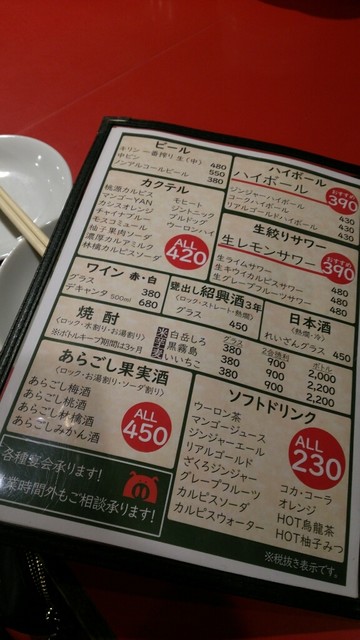 ビール
キリン 一番搾り 生(中) 480
中ビン 550
ノンアルコールビール 380
カクテル
桃源カルピス
マンゴーYAN
カシスオレンジ
チャイナブルー
モスコミュール
柚子果肉サワー
濃厚カルアミルク
林檎カルピスソーダ
モヒート
ジントニック
ブルドッグ
ウーロンハイ
ALL
420
ハイボール
ハイボール
おすすめ
390
ジンジャーハイボール 430
コークハイボール 430
リアルゴールドハイボール 430
生絞りサワー
生レモンサワー
おすすめ
390
生ライムサワー 480
生キウイカルピスサワー 480
生グレープフルーツサワー 480
ワイン 赤・白
グラス 380
デキャンタ 500ml 680
甕出し紹興酒3年
(ロック・ストレート・熱燗)
グラス 450
日本酒
(熱燗・冷)
れいざんグラス 450
焼酎
(ロック・水割り・お湯割り)
※ボトルキープ期間は3ヶ月
グラス 2合徳利 ボトル
米 白岳しろ 380 900 2,000
芋 黒霧島 380 900 2,200
麦 いいちこ 380 900 2,200
あらごし果実酒
(ロック・お湯割り・ソーダ割り)
あらごし梅酒
あらごし桃酒
あらごし林檎酒
あらごしみかん酒
ALL
450
ソフトドリンク
ウーロン茶
マンゴージュース
ジンジャーエール
リアルゴールド
ざくろジンジャー
グレープフルーツ
カルピスソーダ
カルピスウォーター
コカ・コーラ
オレンジ
HOT烏龍茶
HOT柚子みつ
ALL
230
各種宴会承ります!
業時間外もご相談承ります!
※税抜き表示です。